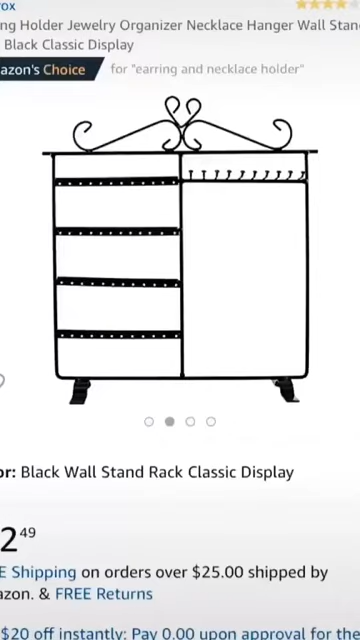 ox
ng Holder Jewelry Organizer Necklace Hanger Wall Stan
Black Classic Display
azon's Choice for "earring and necklace holder"
or: Black Wall Stand Rack Classic Display
2 49
E Shipping on orders over $25.00 shipped by
azon. & FREE Returns
$20 off instantly: Pay 0.00 upon approval for the